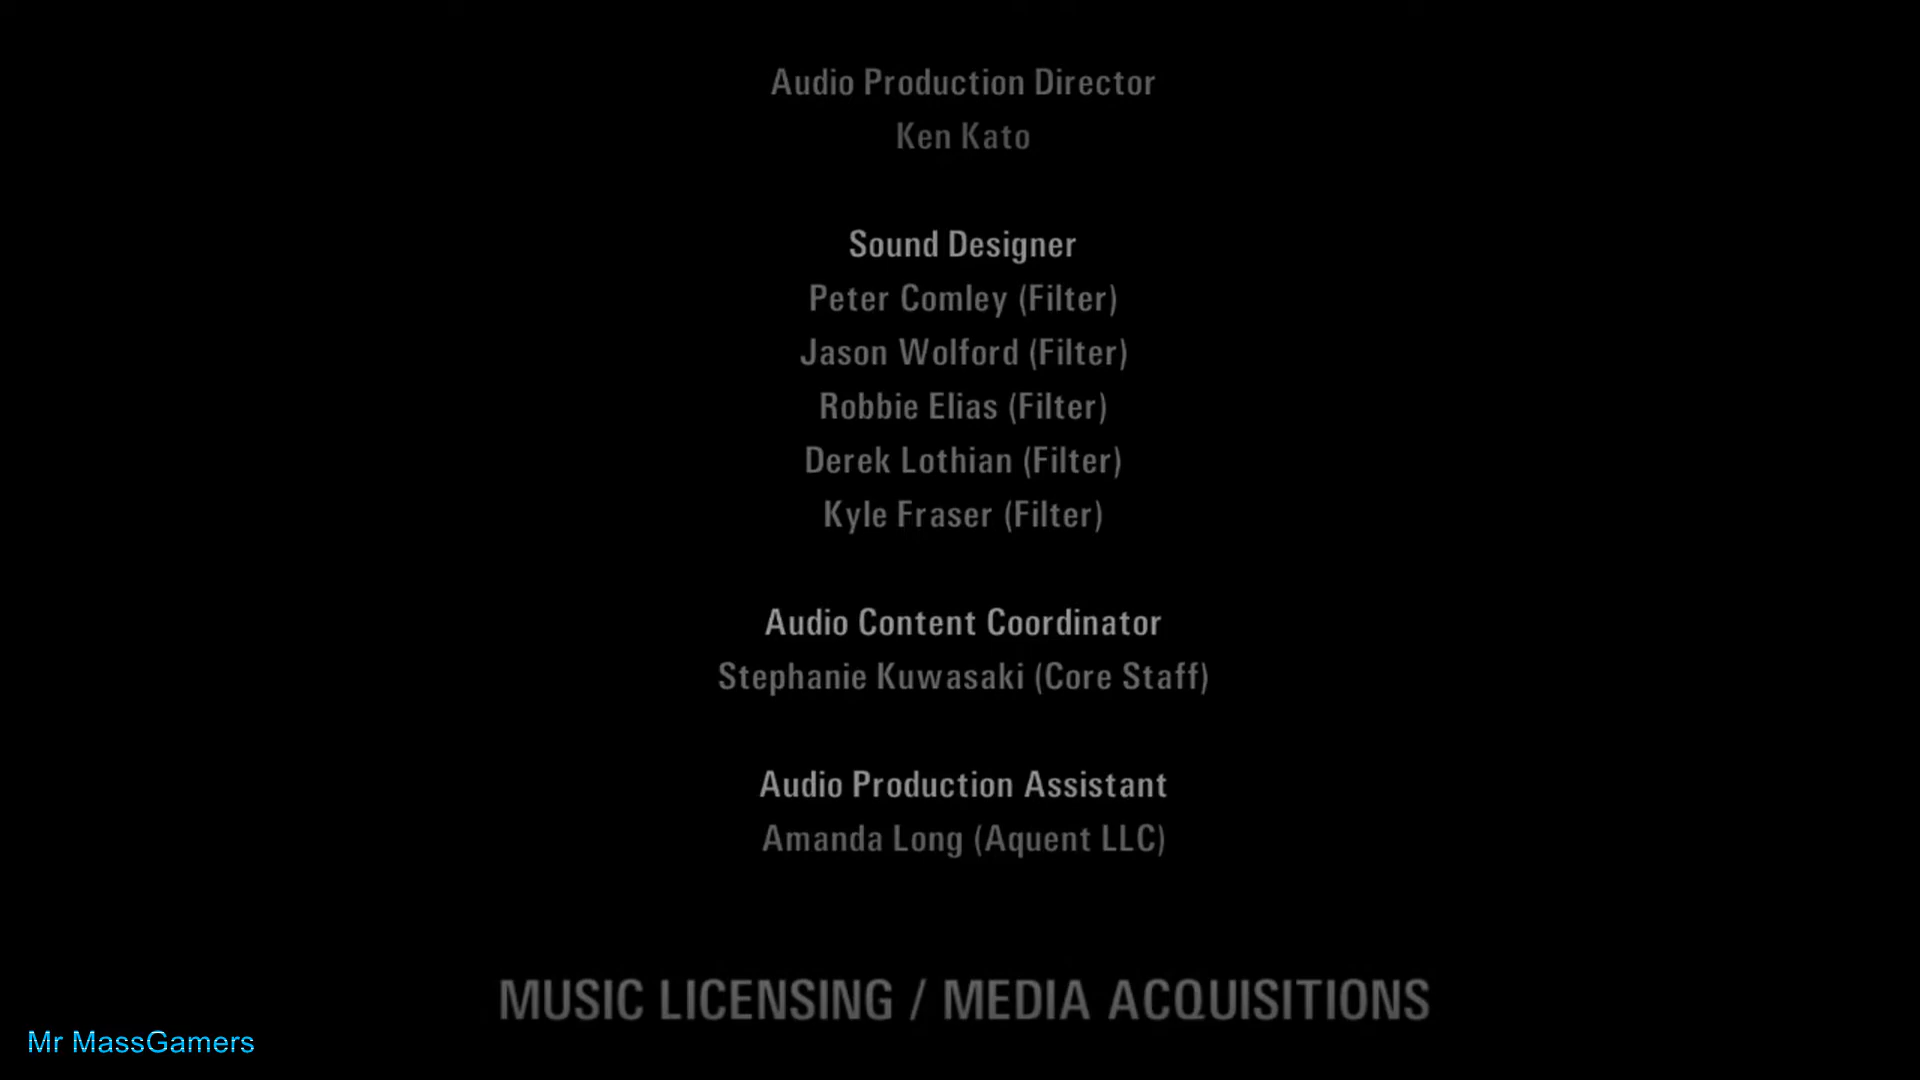 Audio Production Director
Ken Kato
Sound Designer
Peter Comley (Filter)
Jason Wolford (Filter)
Robbie Elias (Filter)
Derek Lothian (Filter)
Kyle Fraser (Filter)
Audio Content Coordinator
Stephanie Kuwasaki (Core Staff)
Audio Production Assistant
Amanda Long (Aquent LLC)
MUSIC LICENSING / MEDIA ACQUISITIONS
Mr MassGamers